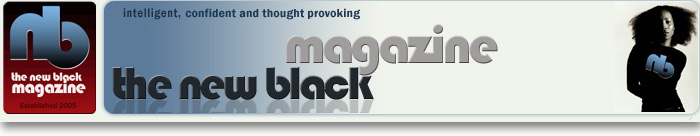 nb
the new black
magazine
Established 2005
intelligent, confident and thought provoking
magazine
the new black
nb